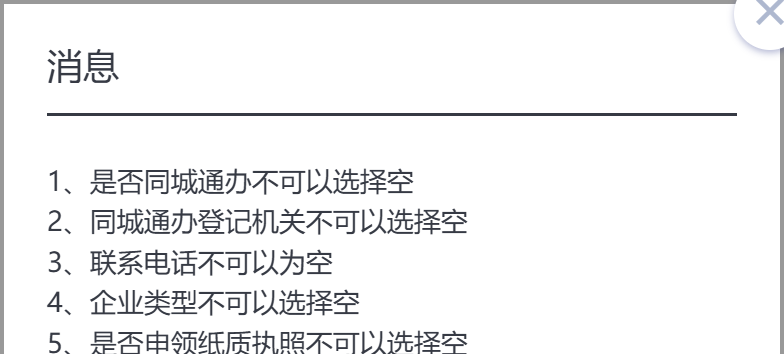 消息
1、是否同城通办不可以选择空
2、同城通办登记机关不可以选择空
3、联系电话不可以为空
4、企业类型不可以选择空
5、是否申领纸质执照不可以选择空